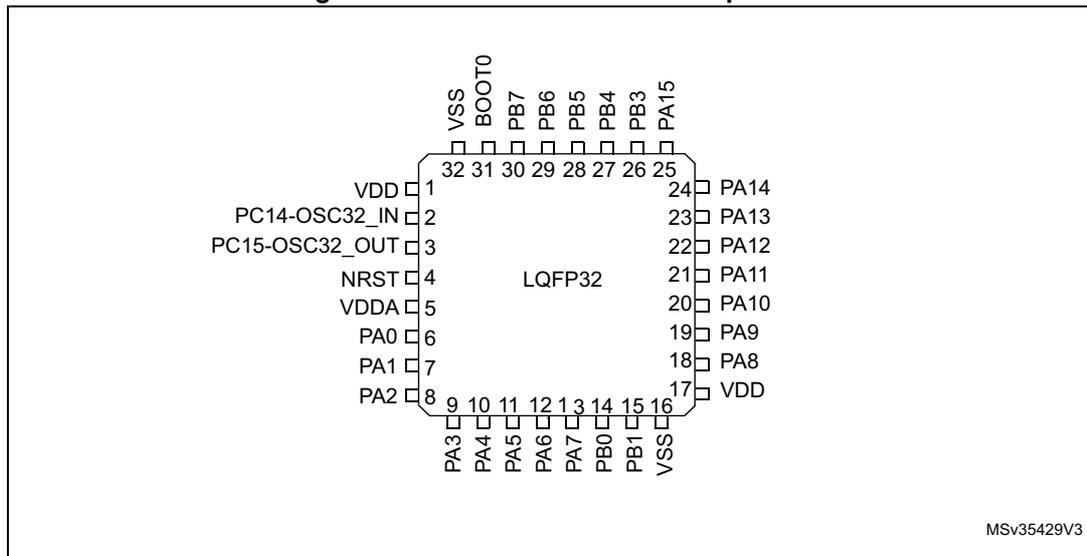 VSS
BOOT0
PB7
PB6
PB5
PB4
PB3
PA15
32 31 30 29 28 27 26 25
VDD 1
PC14-OSC32_IN 2
PC15-OSC32_OUT 3
NRST 4
VDDA 5
PA0 6
PA1 7
PA2 8
LQFP32
24 PA14
23 PA13
22 PA12
21 PA11
20 PA10
19 PA9
18 PA8
17 VDD
9 10 11 12 1 3 14 15 16
PA3
PA4
PA5
PA6
PA7
PB0
PB1
VSS
MSv35429V3